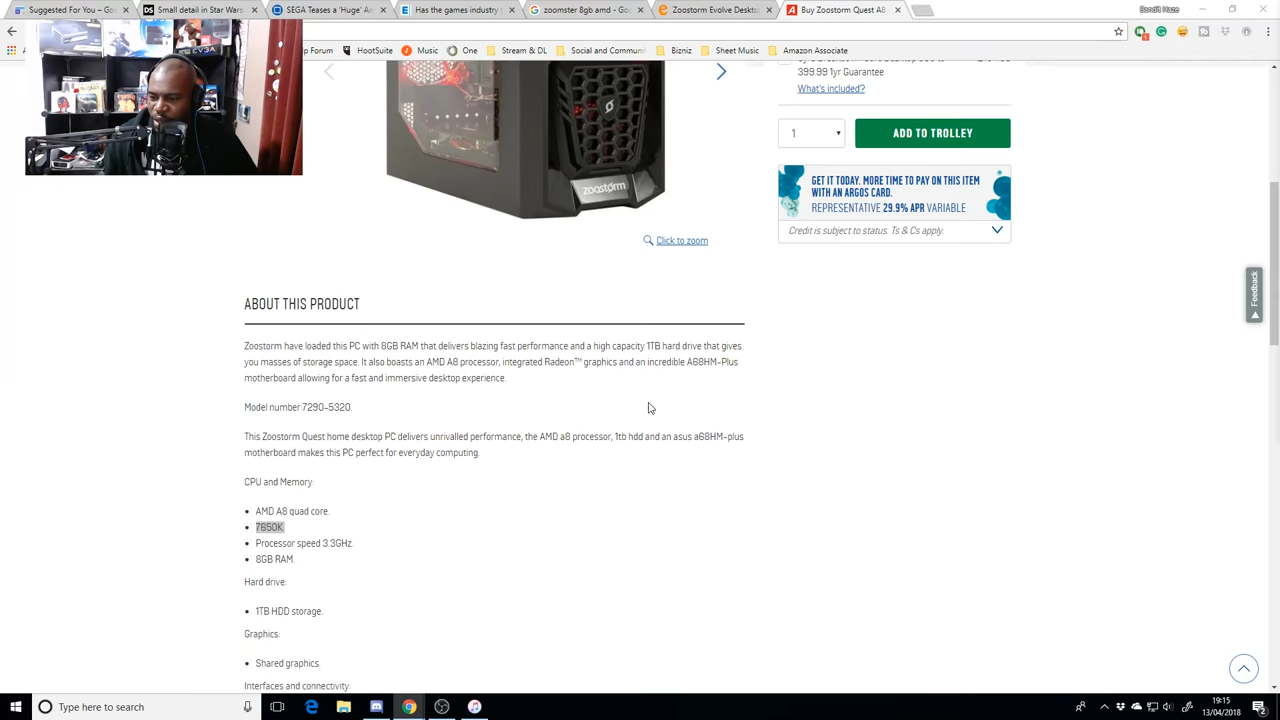 Suggested For You - Goo
Small detail in Star Wars
SEGA Teases a 'Huge' An
Has the games industry
zoomster 8gb amd - Goo
Zoostorm Evolve Deskto
Buy Zoostorm Quest A8
Bandit Haze
p Forum
HootSuite
Music
One
Stream & DL
Social and Commun
Bizniz
Sheet Music
Amazon Associate
EVGA
399.99 1yr Guarantee
What's included?
1
ADD TO TROLLEY
zoostorm
GET IT TODAY. MORE TIME TO PAY ON THIS ITEM
WITH AN ARGOS CARD.
REPRESENTATIVE 29.9% APR VARIABLE
Credit is subject to status. Ts & Cs apply.
Click to zoom
Feedback
ABOUT THIS PRODUCT
Zoostorm have loaded this PC with 8GB RAM that delivers blazing fast performance and a high capacity 1TB hard drive that gives
you masses of storage space. It also boasts an AMD A8 processor, integrated Radeon™ graphics and an incredible A68HM-Plus
motherboard allowing for a fast and immersive desktop experience.
Model number:7290-5320.
This Zoostorm Quest home desktop PC delivers unrivalled performance, the AMD a8 processor, 1tb hdd and an asus a68HM-plus
motherboard makes this PC perfect for everyday computing.
CPU and Memory:
• AMD A8 quad core.
• 7650K
• Processor speed 3.3GHz.
• 8GB RAM.
Hard drive:
• 1TB HDD storage.
Graphics:
• Shared graphics.
Interfaces and connectivity:
Type here to search
19:15
13/04/2018
2